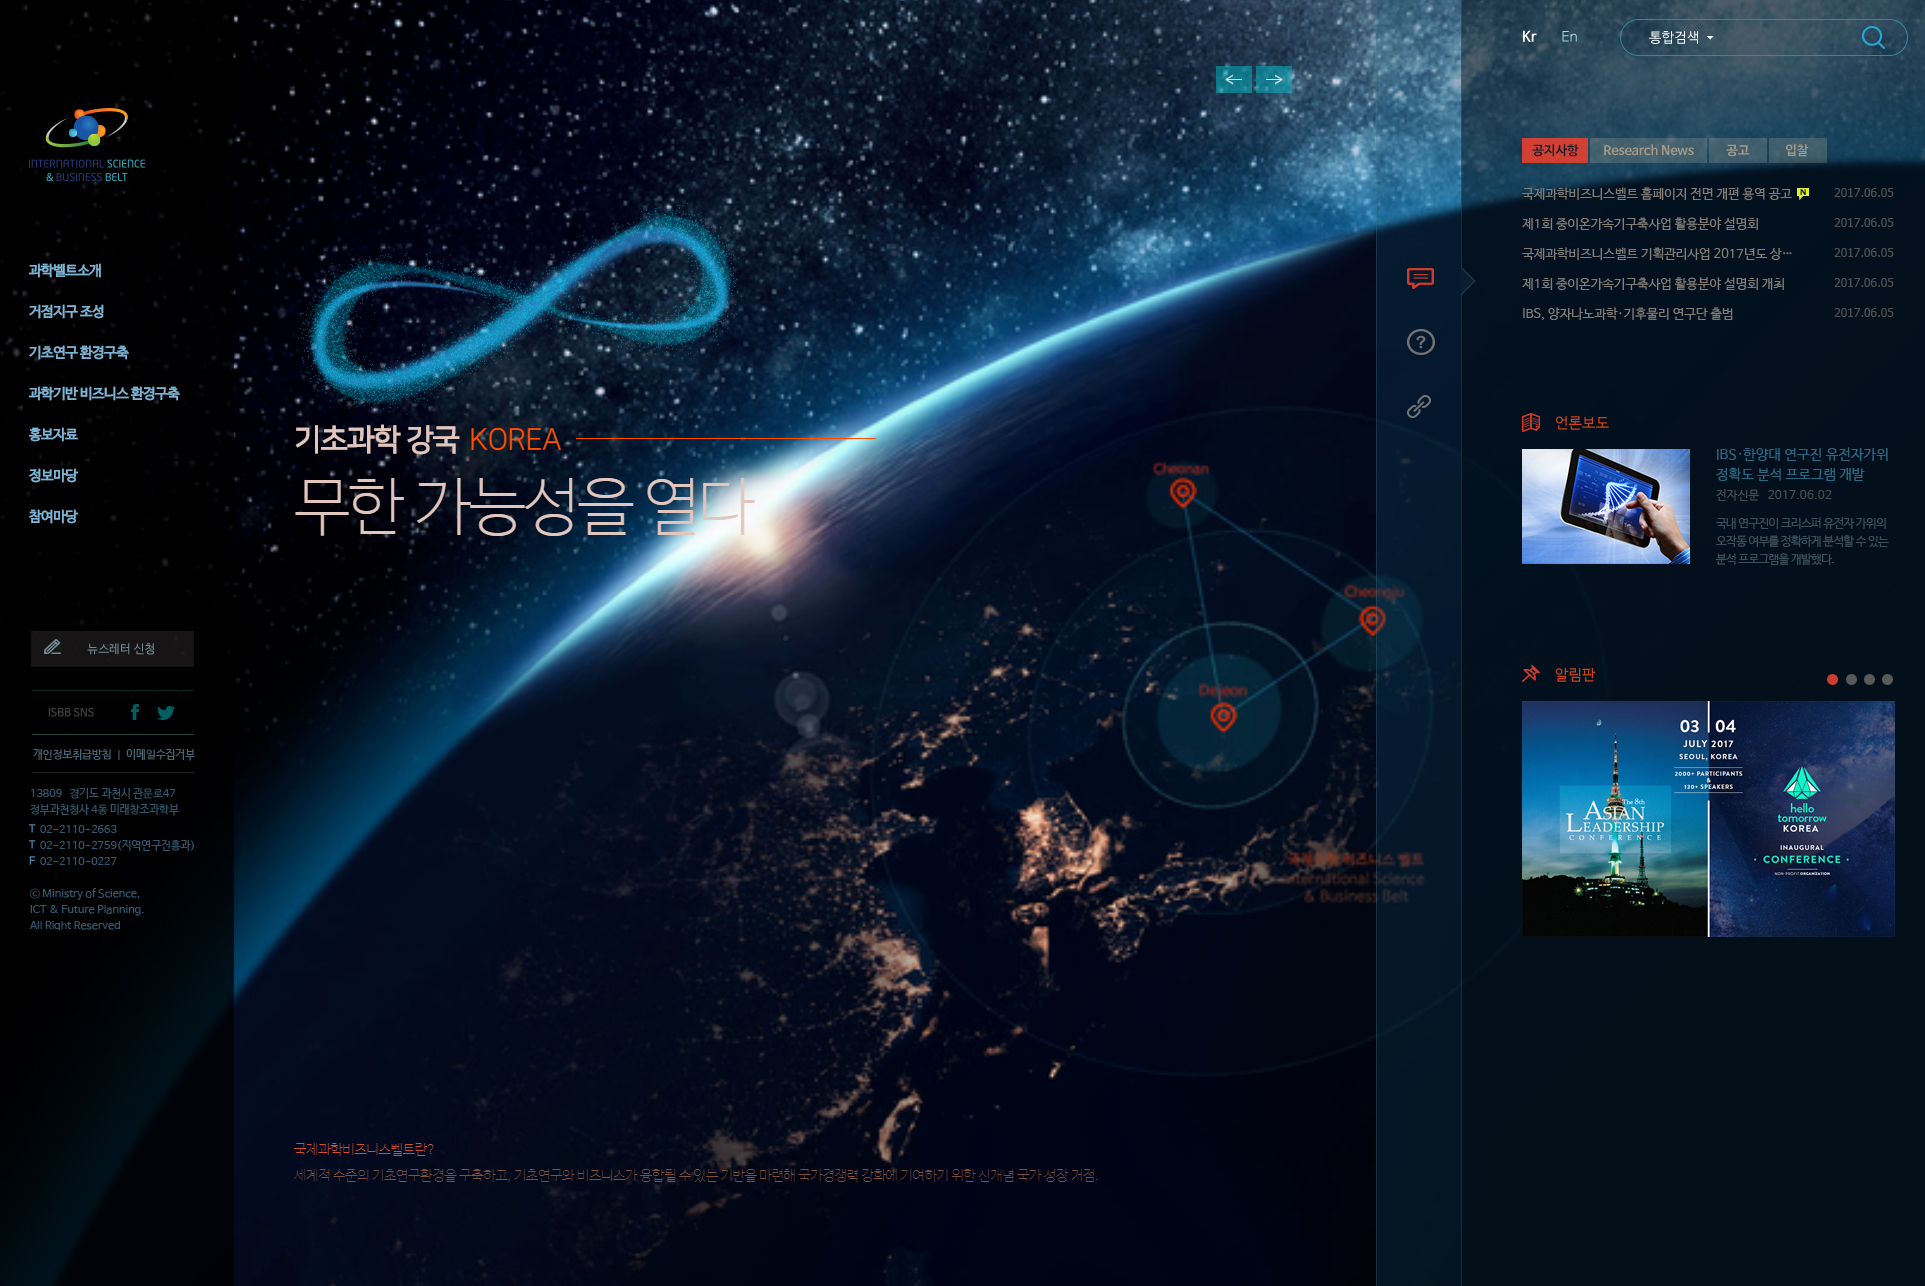 INTERNATIONAL SCIENCE
& BUSINESS BELT
과학벨트소개
거점지구 조성
기초연구 환경구축
과학기반 비즈니스 환경구축
홍보자료
정보마당
참여마당
뉴스레터 신청
ISBB SNS
개인정보취급방침 | 이메일수집거부
13809 경기도 과천시 관문로47
정부과천청사 4동 미래창조과학부
T 02-2110-2663
T 02-2110-2759(지역연구진흥과)
F 02-2110-0227
ⓒ Ministry of Science,
ICT & Future Planning.
All Right Reserved
기초과학 강국 KOREA
무한 가능성을 열다
Cheonan
Cheongju
Dejeon
국제과학 비즈니스 벨트
International Science
& Business Belt
국제과학비즈니스벨트란?
세계적 수준의 기초연구환경을 구축하고, 기초연구와 비즈니스가 융합될 수 있는 기반을 마련해 국가경쟁력 강화에 기여하기 위한 신개념 국가 성장 거점.
Kr En 통합검색
공지사항 Research News 공고 입찰
국제과학비즈니스벨트 홈페이지 전면 개편 용역 공고 N 2017.06.05
제1회 중이온가속기구축사업 활용분야 설명회 2017.06.05
국제과학비즈니스벨트 기획관리사업 2017년도 상… 2017.06.05
제1회 중이온가속기구축사업 활용분야 설명회 개최 2017.06.05
IBS, 양자나노과학·기후물리 연구단 출범 2017.06.05
언론보도
IBS·한양대 연구진 유전자가위
정확도 분석 프로그램 개발
전자신문 2017.06.02
국내 연구진이 크리스퍼 유전자 가위의
오작동 여부를 정확하게 분석할 수 있는
분석 프로그램을 개발했다.
알림판
03 04
JULY 2017
SEOUL, KOREA
2000+ PARTICIPANTS
&
130+ SPEAKERS
The 8th
ASIAN
LEADERSHIP
CONFERENCE
hello
tomorrow
KOREA
INAUGURAL
· CONFERENCE ·
NON-PROFIT ORGANIZATION